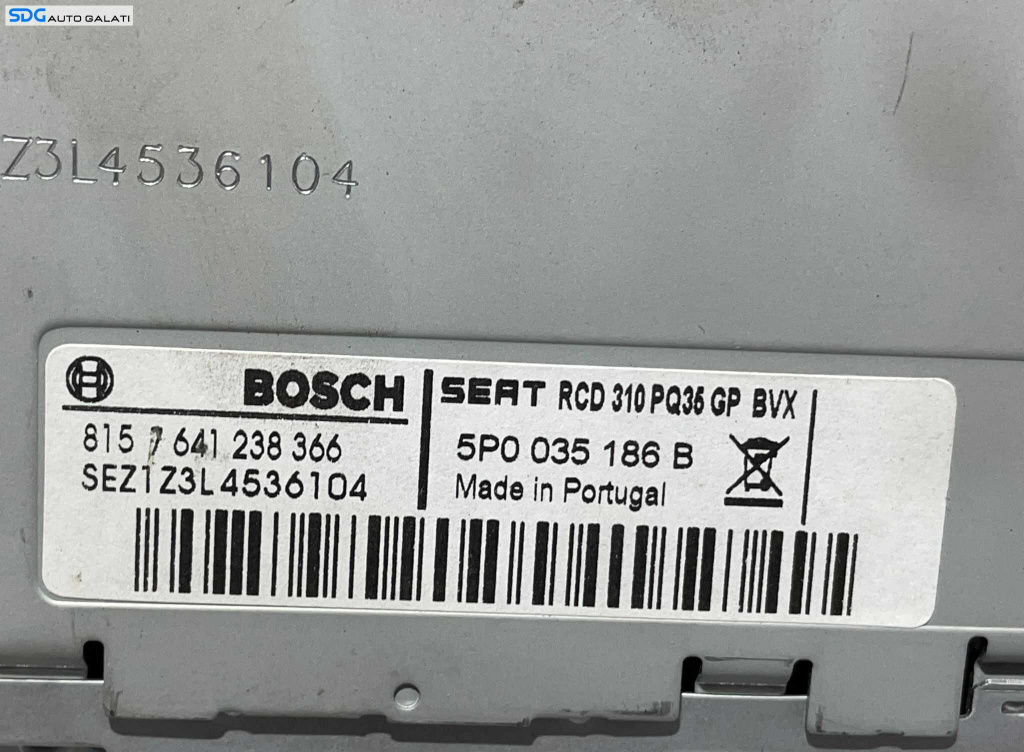 SDG AUTO GALATI
Z3L4536104
BOSCH
815 7 641 238 366
SEZ1Z3L4536104
SEAT RCD 310 PQ35 GP BVX
5P0 035 186 B
Made in Portugal